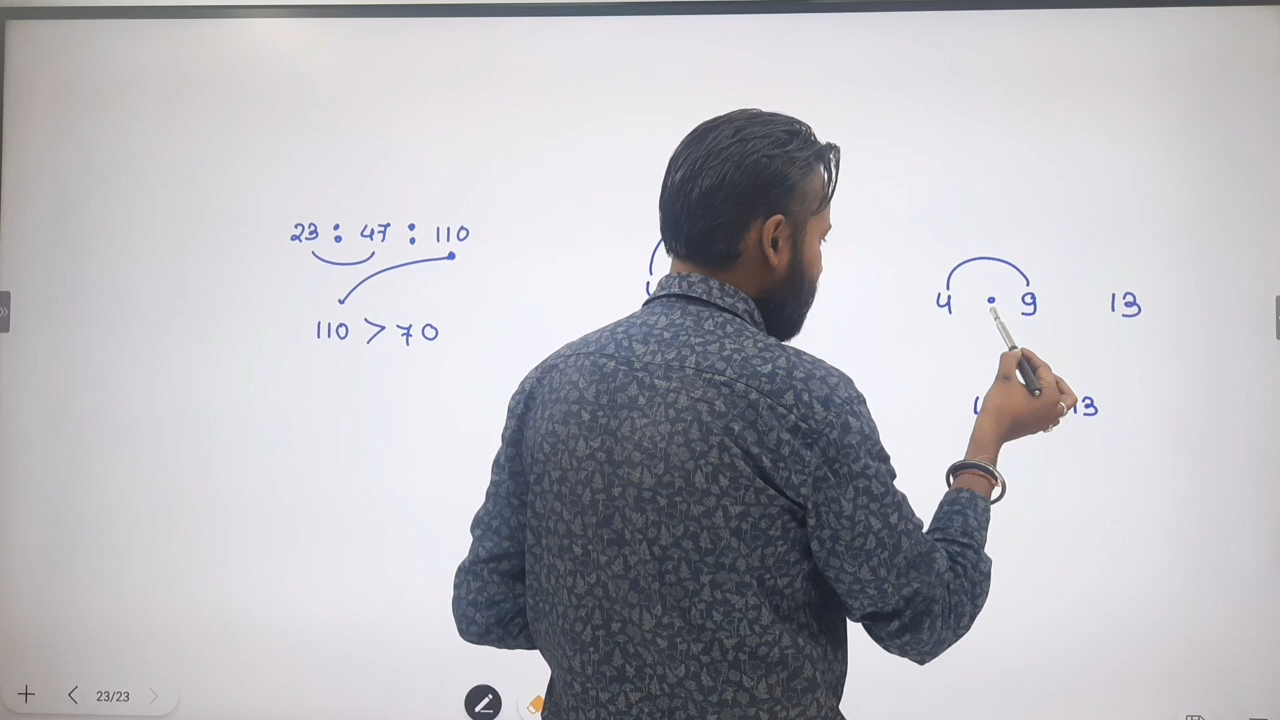 23 : 47 : 110
110 > 70
4 · 9 13
13
23/23